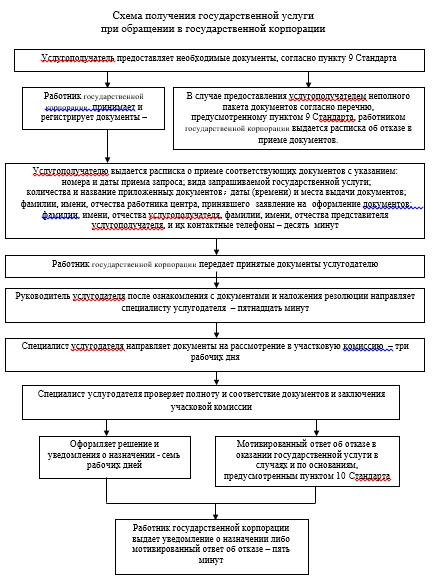 Схема получения государственной услуги
при обращении в государственной корпорации
Услугополучатель предоставляет необходимые документы, согласно пункту 9 Стандарта
Работник государственной
корпорации принимает и
регистрирует документы –
В случае предоставления услугополучателем неполного
пакета документов согласно перечню,
предусмотренному пунктом 9 Стандарта, работником
государственной корпорации выдается расписка об отказе в
приеме документов.
Услугополучателю выдается расписка о приеме соответствующих документов с указанием:
номера и даты приема запроса; вида запрашиваемой государственной услуги;
количества и название приложенных документов; даты (времени) и места выдачи документов;
фамилии, имени, отчества работника центра, принявшего заявление на оформление документов;
фамилии, имени, отчества услугополучателя, фамилии, имени, отчества представителя
услугополучателя, и их контактные телефоны – десять минут
Работник государственной корпорации передает принятые документы услугодателю
Руководитель услугодателя после ознакомления с документами и наложения резолюции направляет
специалисту услугодателя – пятнадцать минут
Специалист услугодателя направляет документы на рассмотрение в участковую комиссию – три
рабочих дня
Специалист услугодателя проверяет полноту и соответствие документов и заключения
учасковой комиссии
Оформляет решение и
уведомления о назначении - семь
рабочих дней
Мотивированный ответ об отказе в
оказании государственной услуги в
случаях и по основаниям,
предусмотренным пунктом 10 Стандарта
Работник государственной корпорации
выдает уведомление о назначении либо
мотивированный ответ об отказе – пять
минут